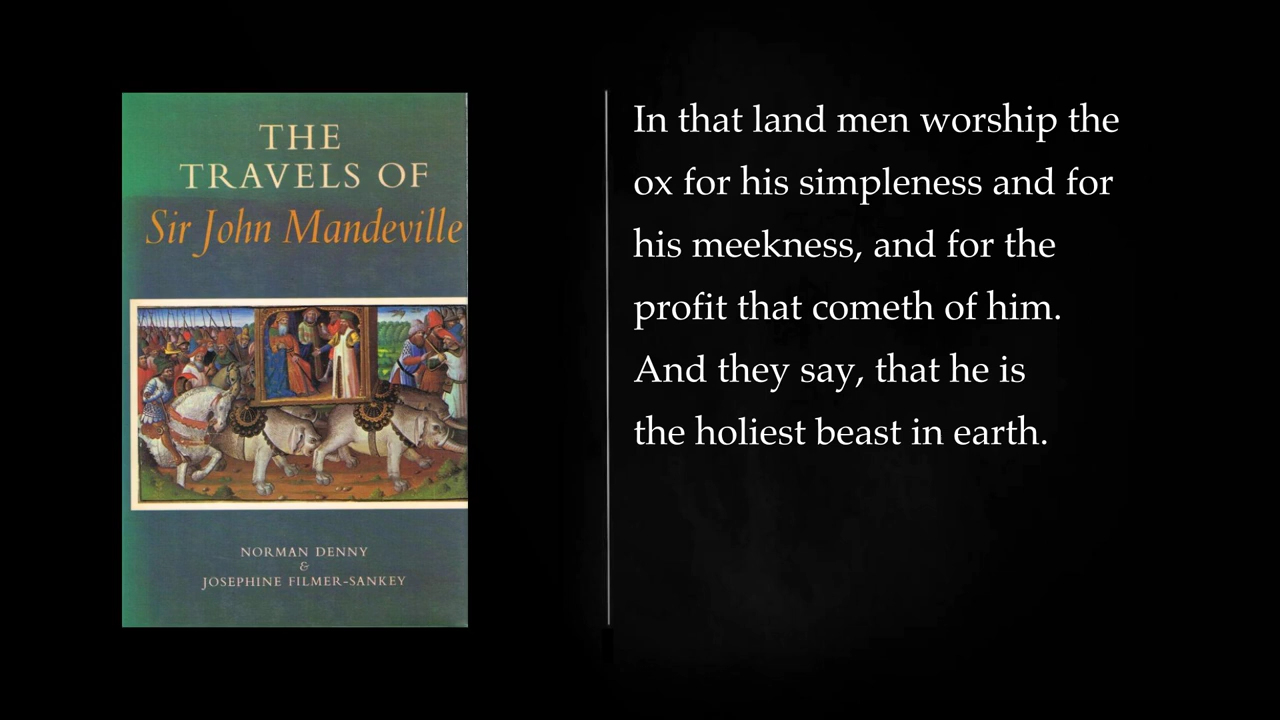 THE
TRAVELS OF
Sir John Mandeville
NORMAN DENNY
&
JOSEPHINE FILMER-SANKEY
In that land men worship the
ox for his simpleness and for
his meekness, and for the
profit that cometh of him.
And they say, that he is
the holiest beast in earth.